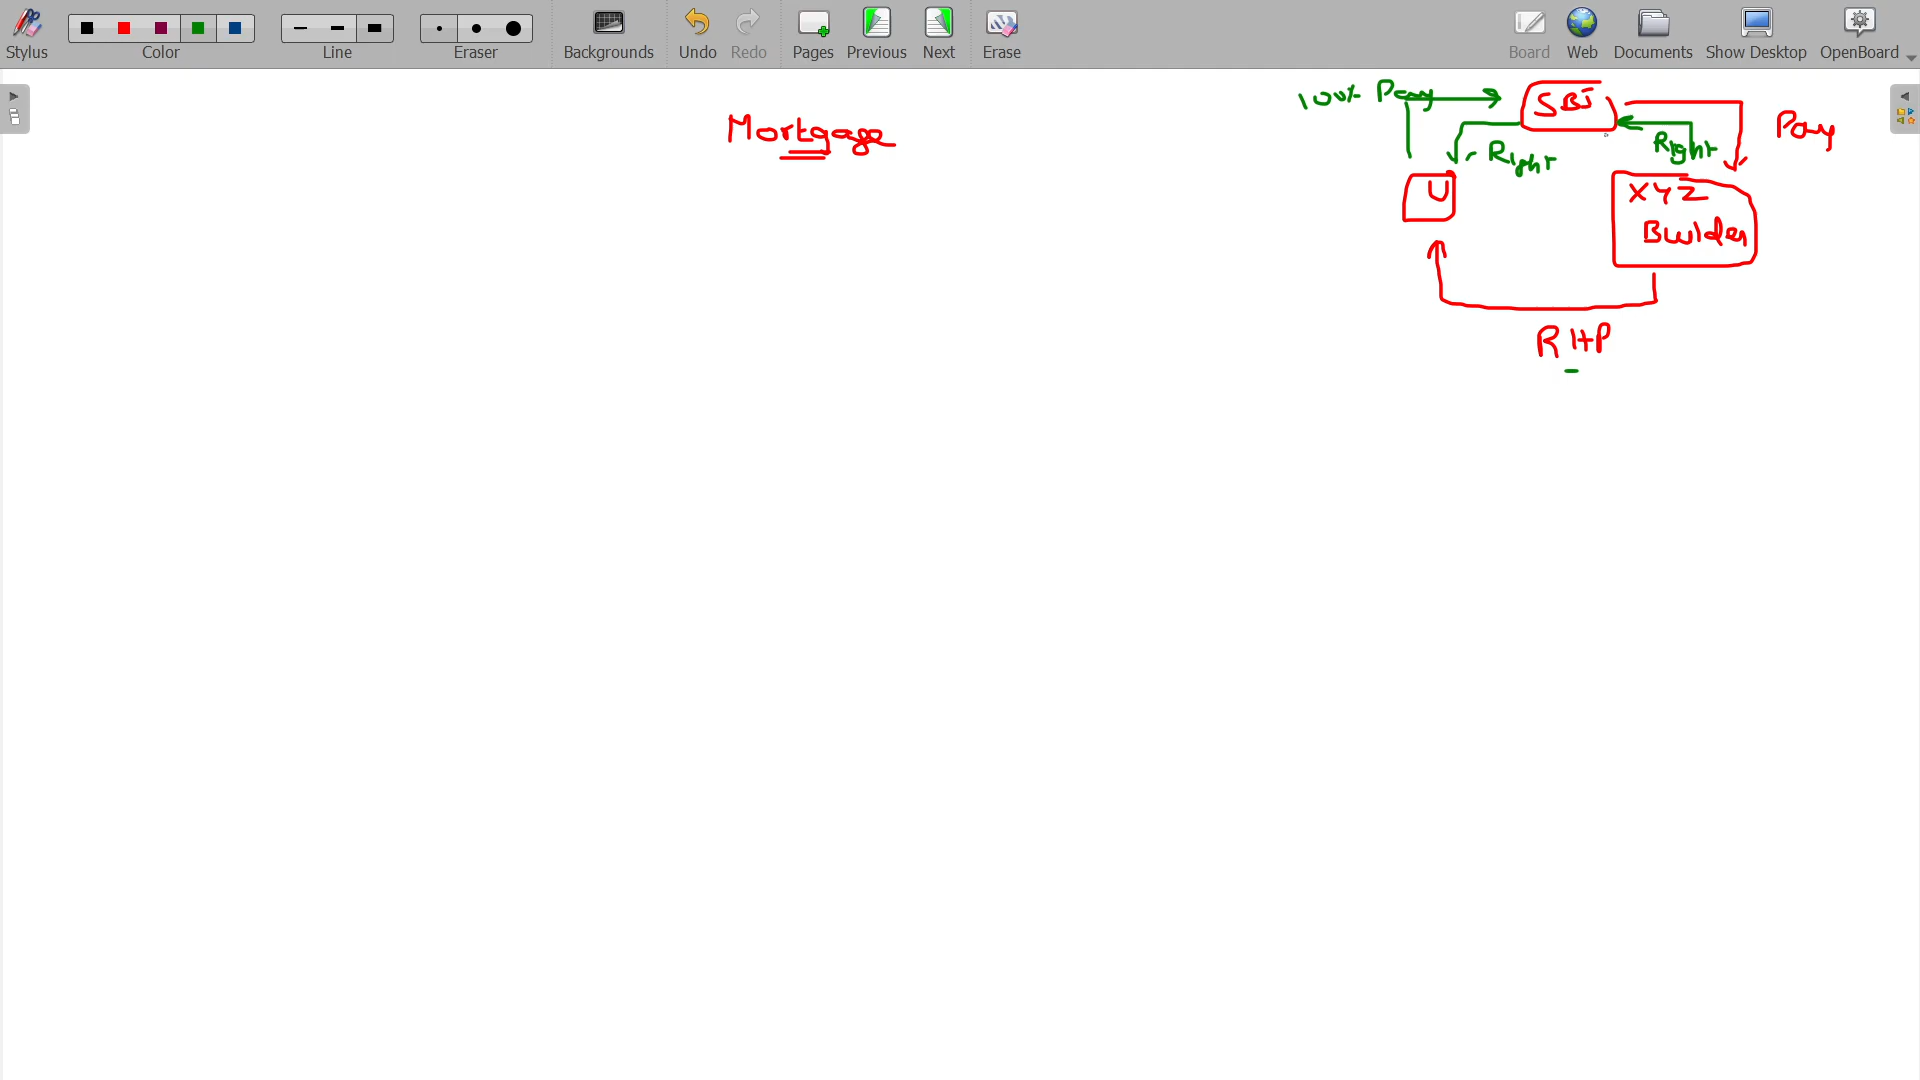 Stylus
Color
Line
Eraser
Backgrounds
Undo
Redo
Pages
Previous
Next
Erase
Board
Web
Documents
Show Desktop
OpenBoard
Mortgage
100% Pay
SBI
Pay
Right
Right
U
XYZ
Builder
RHP